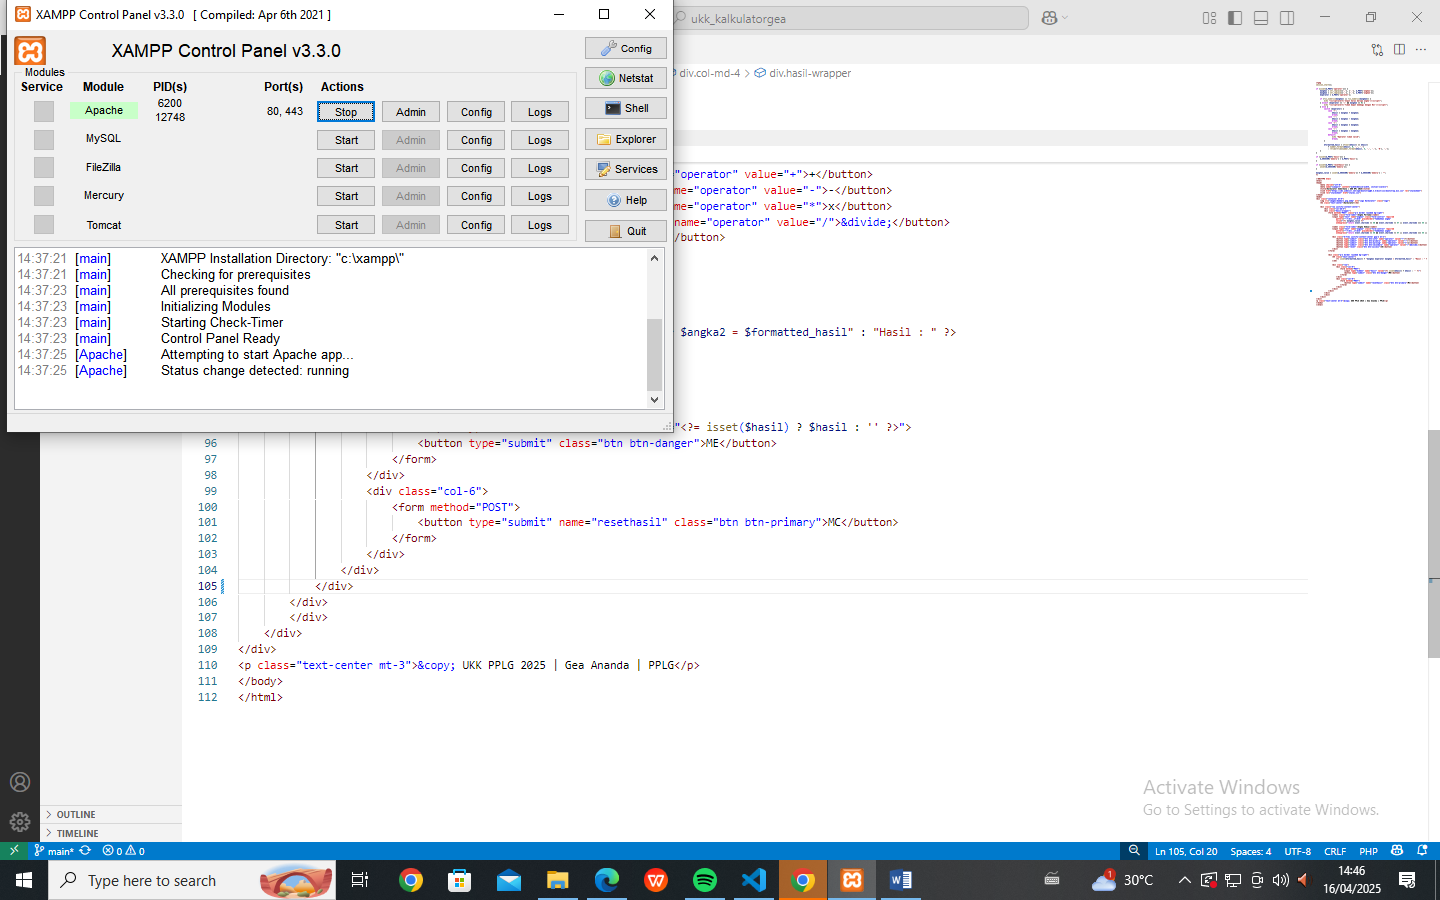 XAMPP Control Panel v3.3.0 [ Compiled: Apr 6th 2021 ]
XAMPP Control Panel v3.3.0
Config
Netstat
Shell
Explorer
Services
Help
Quit
Modules
Service Module PID(s) Port(s) Actions
Apache 6200 12748 80, 443 Stop Admin Config Logs
MySQL Start Admin Config Logs
FileZilla Start Admin Config Logs
Mercury Start Admin Config Logs
Tomcat Start Admin Config Logs
14:37:21 [main] XAMPP Installation Directory: "c:\xampp\"
14:37:21 [main] Checking for prerequisites
14:37:23 [main] All prerequisites found
14:37:23 [main] Initializing Modules
14:37:23 [main] Starting Check-Timer
14:37:23 [main] Control Panel Ready
14:37:25 [Apache] Attempting to start Apache app...
14:37:25 [Apache] Status change detected: running
ukk_kalkulatorgea
div.col-md-4 > div.hasil-wrapper
"operator" value="+">+</button>
me="operator" value="-">-</button>
me="operator" value="*">x</button>
name="operator" value="/">&divide;</button>
</button>
$angka2 = $formatted_hasil" : "Hasil : " ?>
"<?= isset($hasil) ? $hasil : '' ?>">
96 <button type="submit" class="btn btn-danger">ME</button>
97 </form>
98 </div>
99 <div class="col-6">
100 <form method="POST">
101 <button type="submit" name="resethasil" class="btn btn-primary">MC</button>
102 </form>
103 </div>
104 </div>
105 </div>
106 </div>
107 </div>
108 </div>
109 </div>
110 <p class="text-center mt-3">&copy; UKK PPLG 2025 | Gea Ananda | PPLG</p>
111 </body>
112 </html>
Activate Windows
Go to Settings to activate Windows.
OUTLINE
TIMELINE
main* 0 0 Ln 105, Col 20 Spaces: 4 UTF-8 CRLF PHP
Type here to search
1 30°C
14:46
16/04/2025